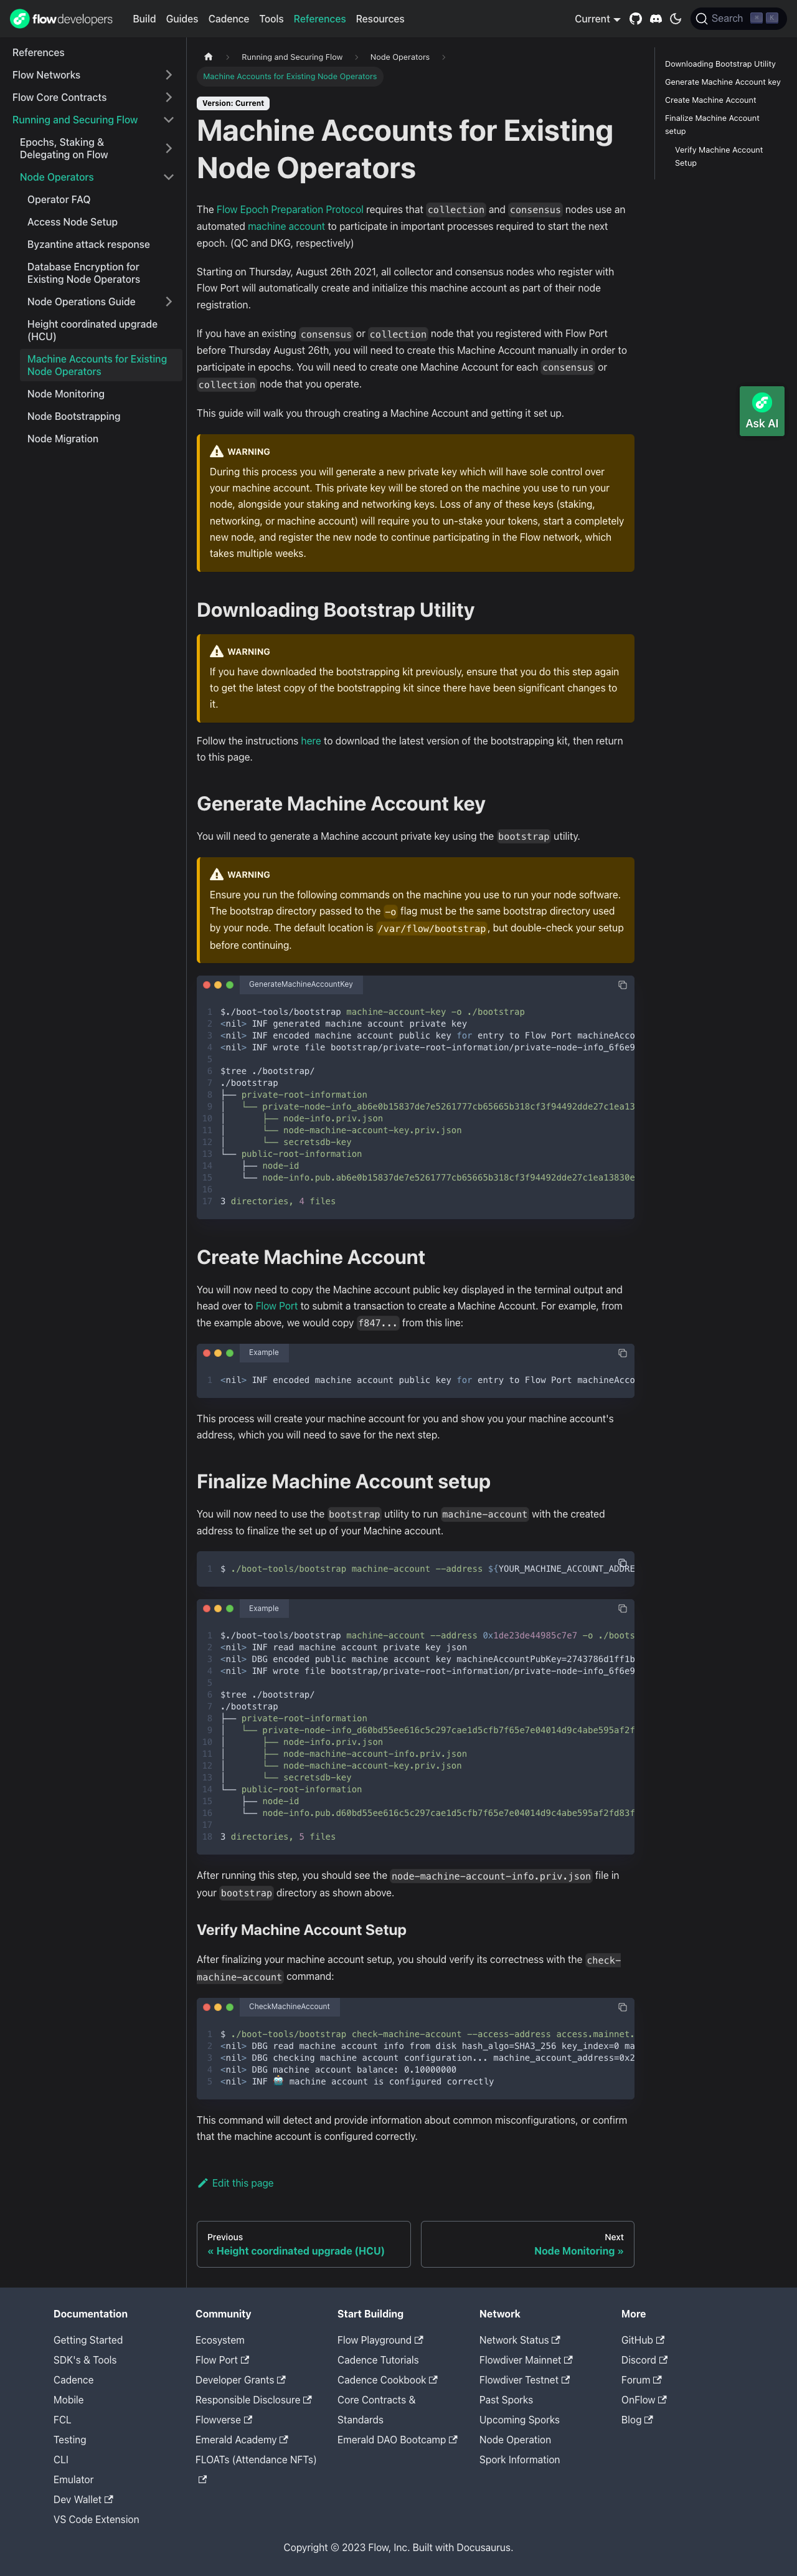 flowdevelopers
Build
Guides
Cadence
Tools
References
Resources
Current
Search
References
Flow Networks
Flow Core Contracts
Running and Securing Flow
Epochs, Staking &
Delegating on Flow
Node Operators
Operator FAQ
Access Node Setup
Byzantine attack response
Database Encryption for
Existing Node Operators
Node Operations Guide
Height coordinated upgrade
(HCU)
Machine Accounts for Existing
Node Operators
Node Monitoring
Node Bootstrapping
Node Migration
Running and Securing Flow
Node Operators
Machine Accounts for Existing Node Operators
Version: Current
Machine Accounts for Existing
Node Operators
The Flow Epoch Preparation Protocol requires that collection and consensus nodes use an
automated machine account to participate in important processes required to start the next
epoch. (QC and DKG, respectively)
Starting on Thursday, August 26th 2021, all collector and consensus nodes who register with
Flow Port will automatically create and initialize this machine account as part of their node
registration.
If you have an existing consensus or collection node that you registered with Flow Port
before Thursday August 26th, you will need to create this Machine Account manually in order to
participate in epochs. You will need to create one Machine Account for each consensus or
collection node that you operate.
This guide will walk you through creating a Machine Account and getting it set up.
WARNING
During this process you will generate a new private key which will have sole control over
your machine account. This private key will be stored on the machine you use to run your
node, alongside your staking and networking keys. Loss of any of these keys (staking,
networking, or machine account) will require you to un-stake your tokens, start a completely
new node, and register the new node to continue participating in the Flow network, which
takes multiple weeks.
Downloading Bootstrap Utility
WARNING
If you have downloaded the bootstrapping kit previously, ensure that you do this step again
to get the latest copy of the bootstrapping kit since there have been significant changes to
it.
Follow the instructions here to download the latest version of the bootstrapping kit, then return
to this page.
Generate Machine Account key
You will need to generate a Machine account private key using the bootstrap utility.
WARNING
Ensure you run the following commands on the machine you use to run your node software.
The bootstrap directory passed to the -o flag must be the same bootstrap directory used
by your node. The default location is /var/flow/bootstrap, but double-check your setup
before continuing.
GenerateMachineAccountKey
1 $./boot-tools/bootstrap machine-account-key -o ./bootstrap
2 <nil> INF generated machine account private key
3 <nil> INF encoded machine account public key for entry to Flow Port machineAcco
4 <nil> INF wrote file bootstrap/private-root-information/private-node-info_6f6e9
5
6 $tree ./bootstrap/
7 ./bootstrap
8 ├── private-root-information
9 │   └── private-node-info_ab6e0b15837de7e5261777cb65665b318cf3f94492dde27c1ea13
10 │       ├── node-info.priv.json
11 │       └── node-machine-account-key.priv.json
12 │       └── secretsdb-key
13 └── public-root-information
14     ├── node-id
15     └── node-info.pub.ab6e0b15837de7e5261777cb65665b318cf3f94492dde27c1ea13830e
16
17 3 directories, 4 files
Create Machine Account
You will now need to copy the Machine account public key displayed in the terminal output and
head over to Flow Port to submit a transaction to create a Machine Account. For example, from
the example above, we would copy f847... from this line:
Example
1 <nil> INF encoded machine account public key for entry to Flow Port machineAcco
This process will create your machine account for you and show you your machine account's
address, which you will need to save for the next step.
Finalize Machine Account setup
You will now need to use the bootstrap utility to run machine-account with the created
address to finalize the set up of your Machine account.
1 $ ./boot-tools/bootstrap machine-account --address ${YOUR_MACHINE_ACCOUNT_ADDRE
Example
1 $./boot-tools/bootstrap machine-account --address 0x1de23de44985c7e7 -o ./boots
2 <nil> INF read machine account private key json
3 <nil> DBG encoded public machine account key machineAccountPubKey=2743786d1ff1b
4 <nil> INF wrote file bootstrap/private-root-information/private-node-info_6f6e9
5
6 $tree ./bootstrap/
7 ./bootstrap
8 ├── private-root-information
9 │   └── private-node-info_d60bd55ee616c5c297cae1d5cfb7f65e7e04014d9c4abe595af2f
10 │       ├── node-info.priv.json
11 │       ├── node-machine-account-info.priv.json
12 │       └── node-machine-account-key.priv.json
13 │       └── secretsdb-key
14 └── public-root-information
15     ├── node-id
16     └── node-info.pub.d60bd55ee616c5c297cae1d5cfb7f65e7e04014d9c4abe595af2fd83f
17
18 3 directories, 5 files
After running this step, you should see the node-machine-account-info.priv.json file in
your bootstrap directory as shown above.
Verify Machine Account Setup
After finalizing your machine account setup, you should verify its correctness with the check-
machine-account command:
CheckMachineAccount
1 $ ./boot-tools/bootstrap check-machine-account --access-address access.mainnet.
2 <nil> DBG read machine account info from disk hash_algo=SHA3_256 key_index=0 ma
3 <nil> DBG checking machine account configuration... machine_account_address=0x2
4 <nil> DBG machine account balance: 0.10000000
5 <nil> INF 🤖 machine account is configured correctly
This command will detect and provide information about common misconfigurations, or confirm
that the machine account is configured correctly.
Edit this page
Previous
« Height coordinated upgrade (HCU)
Next
Node Monitoring »
Downloading Bootstrap Utility
Generate Machine Account key
Create Machine Account
Finalize Machine Account
setup
Verify Machine Account
Setup
Ask AI
Documentation
Getting Started
SDK's & Tools
Cadence
Mobile
FCL
Testing
CLI
Emulator
Dev Wallet
VS Code Extension
Community
Ecosystem
Flow Port
Developer Grants
Responsible Disclosure
Flowverse
Emerald Academy
FLOATs (Attendance NFTs)
Start Building
Flow Playground
Cadence Tutorials
Cadence Cookbook
Core Contracts &
Standards
Emerald DAO Bootcamp
Network
Network Status
Flowdiver Mainnet
Flowdiver Testnet
Past Sporks
Upcoming Sporks
Node Operation
Spork Information
More
GitHub
Discord
Forum
OnFlow
Blog
Copyright © 2023 Flow, Inc. Built with Docusaurus.